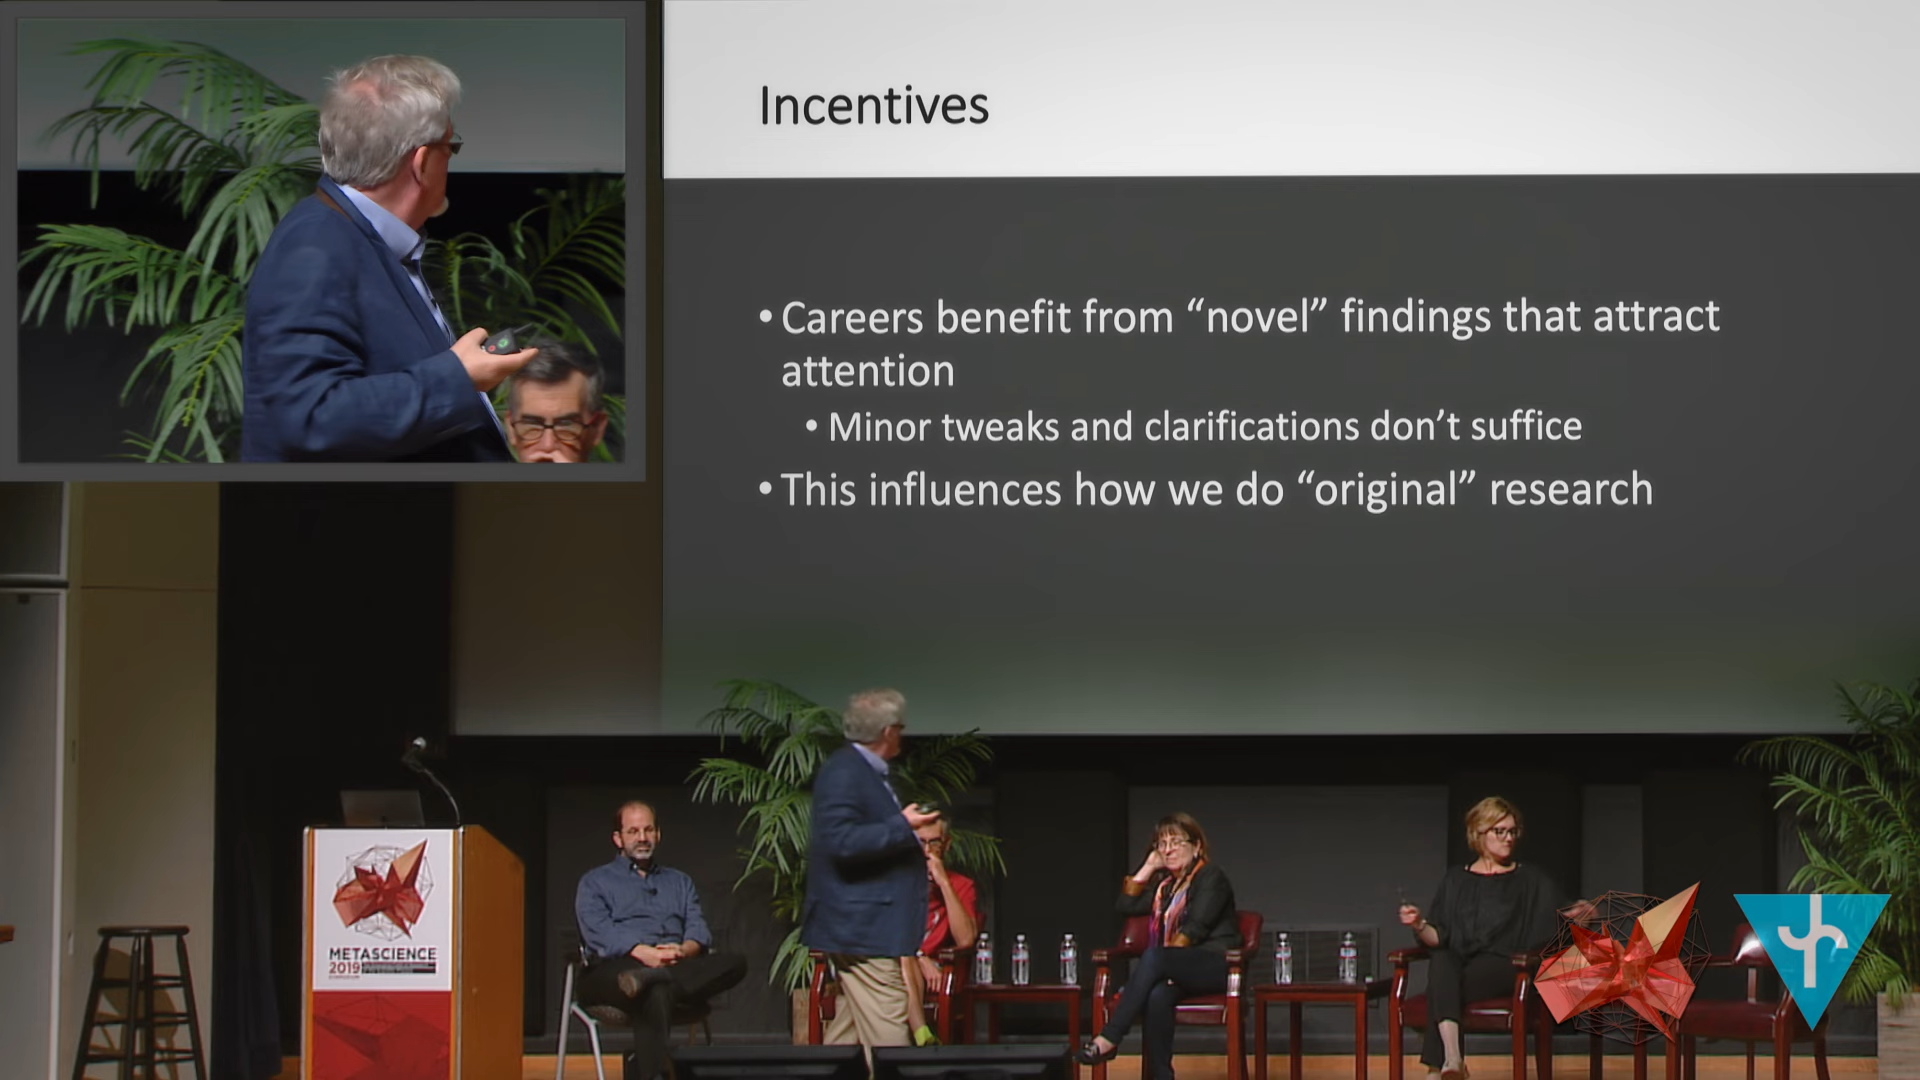 Incentives
• Careers benefit from “novel” findings that attract
attention
• Minor tweaks and clarifications don’t suffice
• This influences how we do “original” research
METASCIENCE
2019
SYMPOSIUM